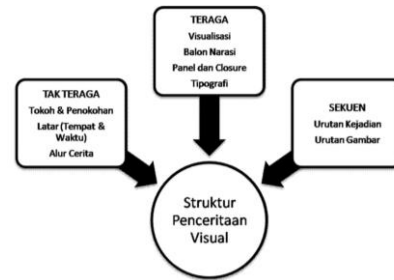 TERAGA
Visualisasi
Balon Narasi
Panel dan Closure
Tipografi
TAK TERAGA
Tokoh & Penokohan
Latar (Tempat &
Waktu)
Alur Cerita
SEKUEN
Urutan Kejadian
Urutan Gambar
Struktur
Penceritaan
Visual